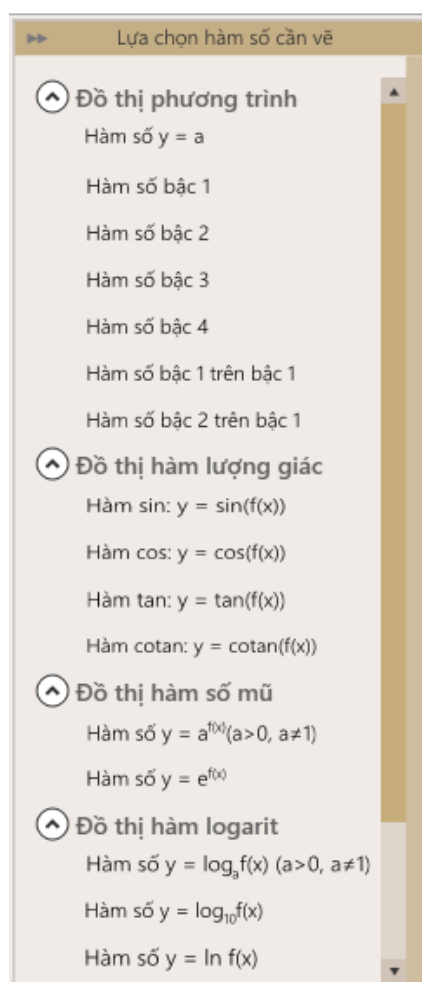 Lựa chọn hàm số cần vẽ
Đồ thị phương trình
Hàm số y = a
Hàm số bậc 1
Hàm số bậc 2
Hàm số bậc 3
Hàm số bậc 4
Hàm số bậc 1 trên bậc 1
Hàm số bậc 2 trên bậc 1
Đồ thị hàm lượng giác
Hàm sin: y = sin(f(x))
Hàm cos: y = cos(f(x))
Hàm tan: y = tan(f(x))
Hàm cotan: y = cotan(f(x))
Đồ thị hàm số mũ
Hàm số y = a^f(x)(a>0, a≠1)
Hàm số y = e^f(x)
Đồ thị hàm logarit
Hàm số y = logₐf(x) (a>0, a≠1)
Hàm số y = log₁₀f(x)
Hàm số y = ln f(x)